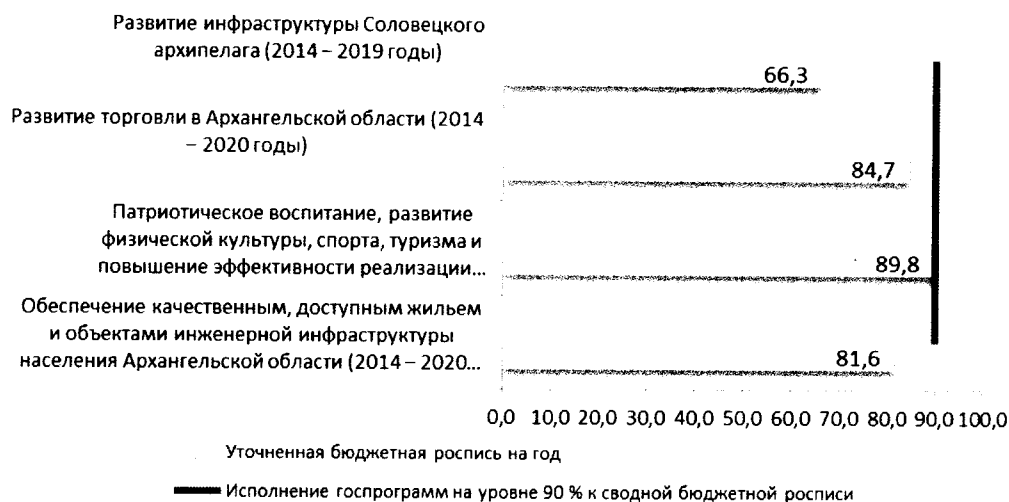 Развитие инфраструктуры Соловецкого
архипелага (2014 – 2019 годы)
66,3
Развитие торговли в Архангельской области (2014
– 2020 годы)
84,7
Патриотическое воспитание, развитие
физической культуры, спорта, туризма и
повышение эффективности реализации...
89,8
Обеспечение качественным, доступным жильем
и объектами инженерной инфраструктуры
населения Архангельской области (2014 – 2020...
81,6
0,0 10,0 20,0 30,0 40,0 50,0 60,0 70,0 80,0 90,0 100,0
Уточненная бюджетная роспись на год
Исполнение госпрограмм на уровне 90 % к сводной бюджетной росписи